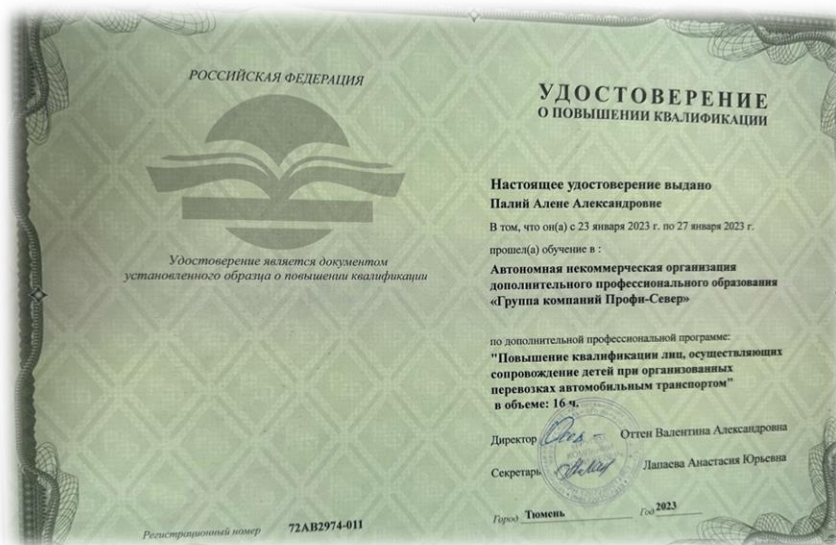 РОССИЙСКАЯ ФЕДЕРАЦИЯ
Удостоверение является документом
установленного образца о повышении квалификации
Регистрационный номер 72АВ2974-011
УДОСТОВЕРЕНИЕ
О ПОВЫШЕНИИ КВАЛИФИКАЦИИ
Настоящее удостоверение выдано
Палий Алене Александровне
В том, что он(а) с 23 января 2023 г. по 27 января 2023 г.
прошел(а) обучение в :
Автономная некоммерческая организация
дополнительного профессионального образования
«Группа компаний Профи-Север»
по дополнительной профессиональной программе:
"Повышение квалификации лиц, осуществляющих
сопровождение детей при организованных
перевозках автомобильным транспортом"
в объеме: 16 ч.
Директор Оттен Валентина Александровна
Секретарь Лапаева Анастасия Юрьевна
Город Тюмень Год 2023